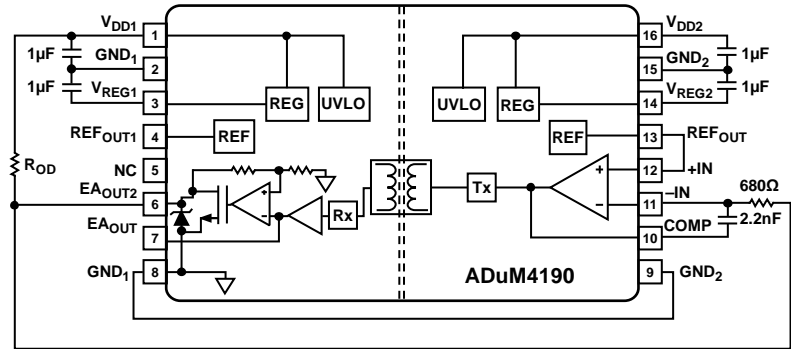 VDD1 1
1µF
GND1 2
1µF
VREG1 3
REFOUT1 4
NC 5
ROD
EAOUT2 6
EAOUT 7
GND1 8
REG UVLO
REF
+
−
Rx
UVLO REG
REF
Tx
+
−
ADuM4190
16 VDD2
1µF
15 GND2
1µF
14 VREG2
13 REFOUT
12 +IN
11 −IN
680Ω
2.2nF
10 COMP
9 GND2